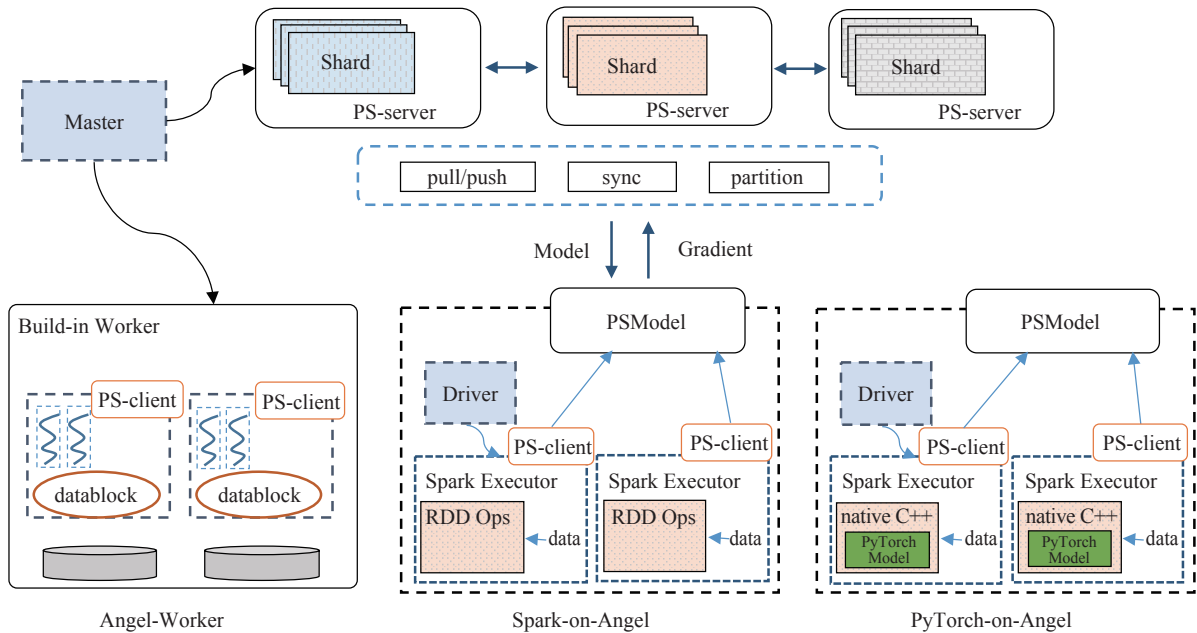 Shard
Shard
Shard
PS-server
PS-server
PS-server
Master
pull/push
sync
partition
Model
Gradient
Build-in Worker
PSModel
PSModel
PS-client
PS-client
Driver
Driver
PS-client
PS-client
PS-client
PS-client
datablock
datablock
Spark Executor
Spark Executor
Spark Executor
Spark Executor
RDD Ops
RDD Ops
native C++
native C++
data
data
PyTorch
Model
data
PyTorch
Model
data
Angel-Worker
Spark-on-Angel
PyTorch-on-Angel